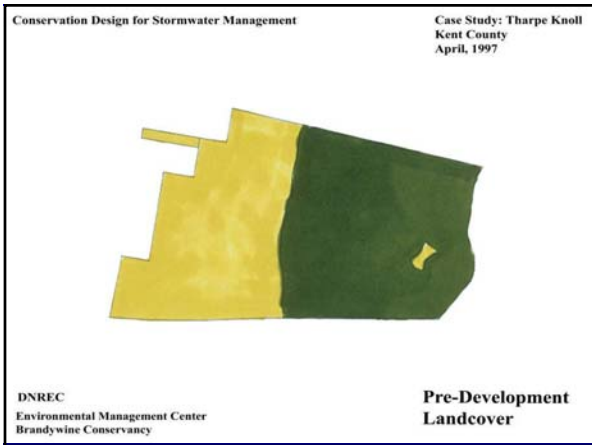 Conservation Design for Stormwater Management
Case Study: Tharpe Knoll
Kent County
April, 1997
DNREC
Environmental Management Center
Brandywine Conservancy
Pre-Development
Landcover